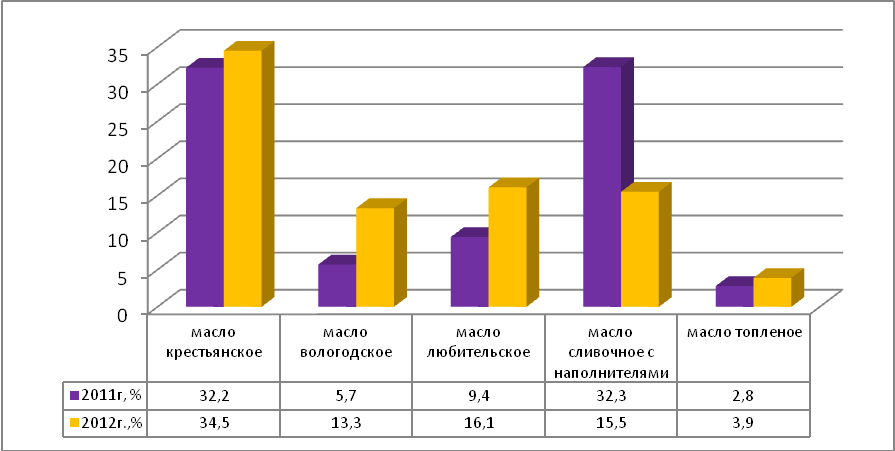 35
30
25
20
15
10
5
0
масло крестьянское
масло вологодское
масло любительское
масло сливочное с наполнителями
масло топленое
2011г,% 32,2 5,7 9,4 32,3 2,8
2012г.,% 34,5 13,3 16,1 15,5 3,9